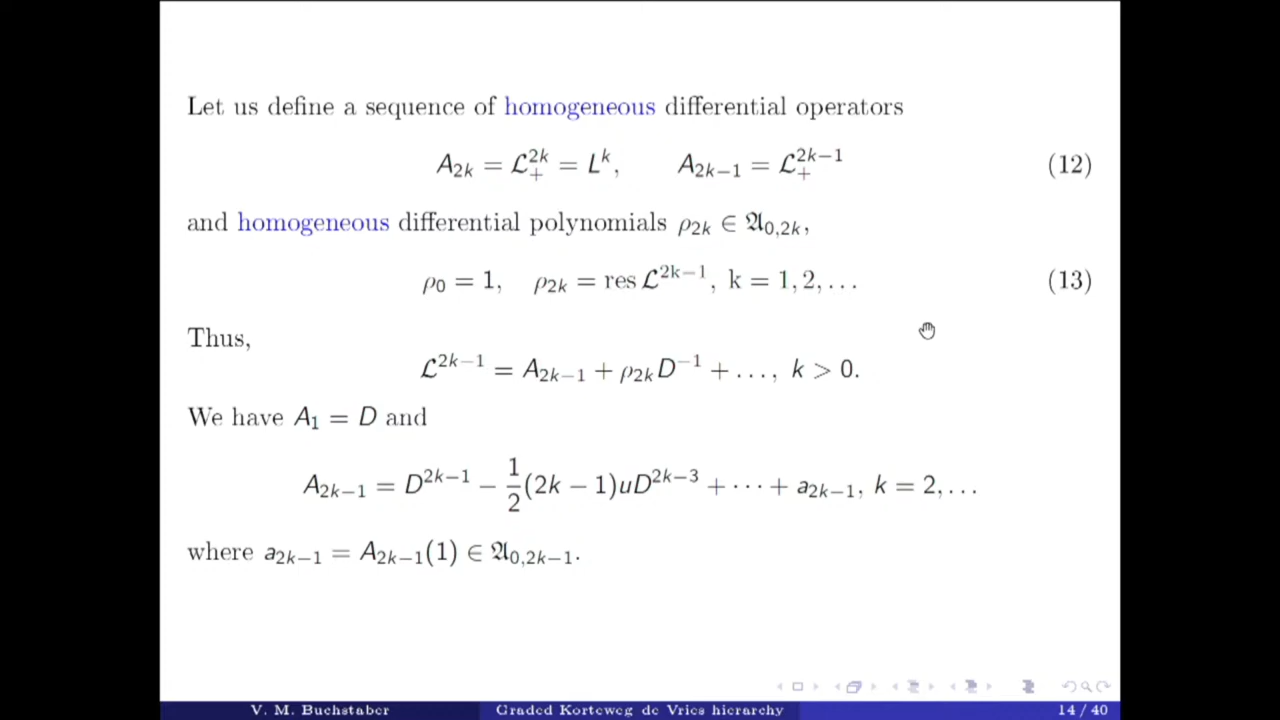 Let us define a sequence of homogeneous differential operators
A_{2k} = ℒ_+^{2k} = L^k,    A_{2k−1} = ℒ_+^{2k−1}    (12)
and homogeneous differential polynomials ρ_{2k} ∈ 𝔄_{0,2k},
ρ_0 = 1,  ρ_{2k} = res ℒ^{2k−1}, k = 1, 2, …    (13)
Thus,
ℒ^{2k−1} = A_{2k−1} + ρ_{2k} D^{−1} + …, k > 0.
We have A_1 = D and
A_{2k−1} = D^{2k−1} − \frac{1}{2}(2k − 1)uD^{2k−3} + ⋯ + a_{2k−1}, k = 2, …
where a_{2k−1} = A_{2k−1}(1) ∈ 𝔄_{0,2k−1}.
V. M. Buchstaber    Graded Korteweg de Vries hierarchy    14 / 40